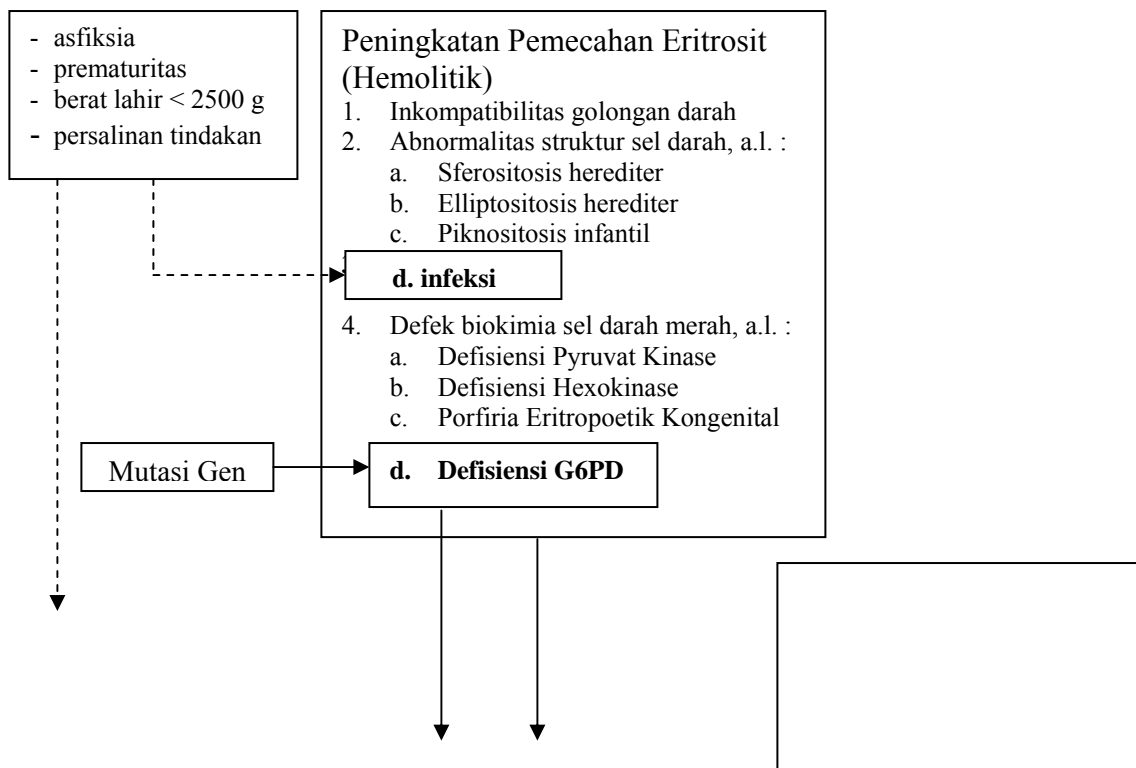 - asfiksia
- prematuritas
- berat lahir < 2500 g
- persalinan tindakan
Peningkatan Pemecahan Eritrosit
(Hemolitik)
1. Inkompatibilitas golongan darah
2. Abnormalitas struktur sel darah, a.l. :
a. Sferositosis herediter
b. Elliptositosis herediter
c. Piknositosis infantil
d. infeksi
4. Defek biokimia sel darah merah, a.l. :
a. Defisiensi Pyruvat Kinase
b. Defisiensi Hexokinase
c. Porfiria Eritropoetik Kongenital
Mutasi Gen
d. Defisiensi G6PD